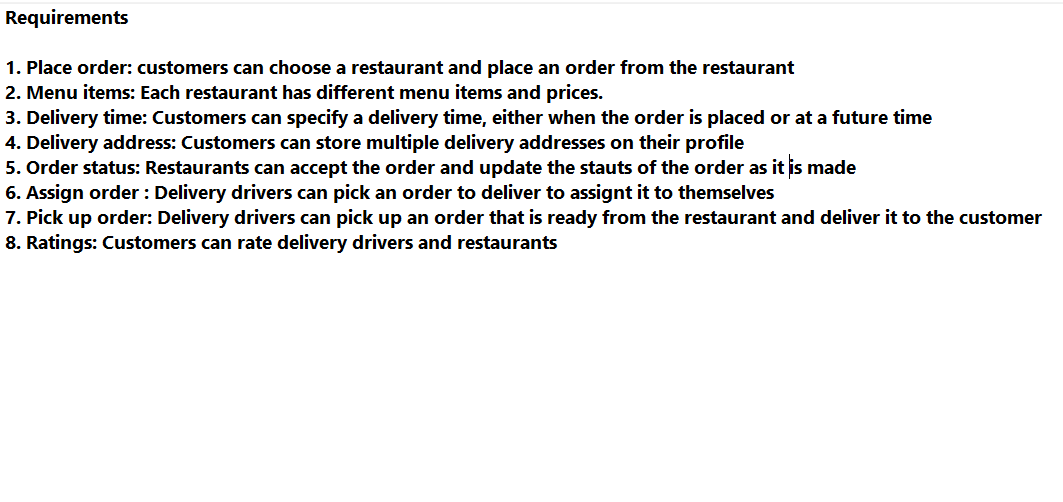 Requirements
1. Place order: customers can choose a restaurant and place an order from the restaurant
2. Menu items: Each restaurant has different menu items and prices.
3. Delivery time: Customers can specify a delivery time, either when the order is placed or at a future time
4. Delivery address: Customers can store multiple delivery addresses on their profile
5. Order status: Restaurants can accept the order and update the stauts of the order as it is made
6. Assign order : Delivery drivers can pick an order to deliver to assignt it to themselves
7. Pick up order: Delivery drivers can pick up an order that is ready from the restaurant and deliver it to the customer
8. Ratings: Customers can rate delivery drivers and restaurants